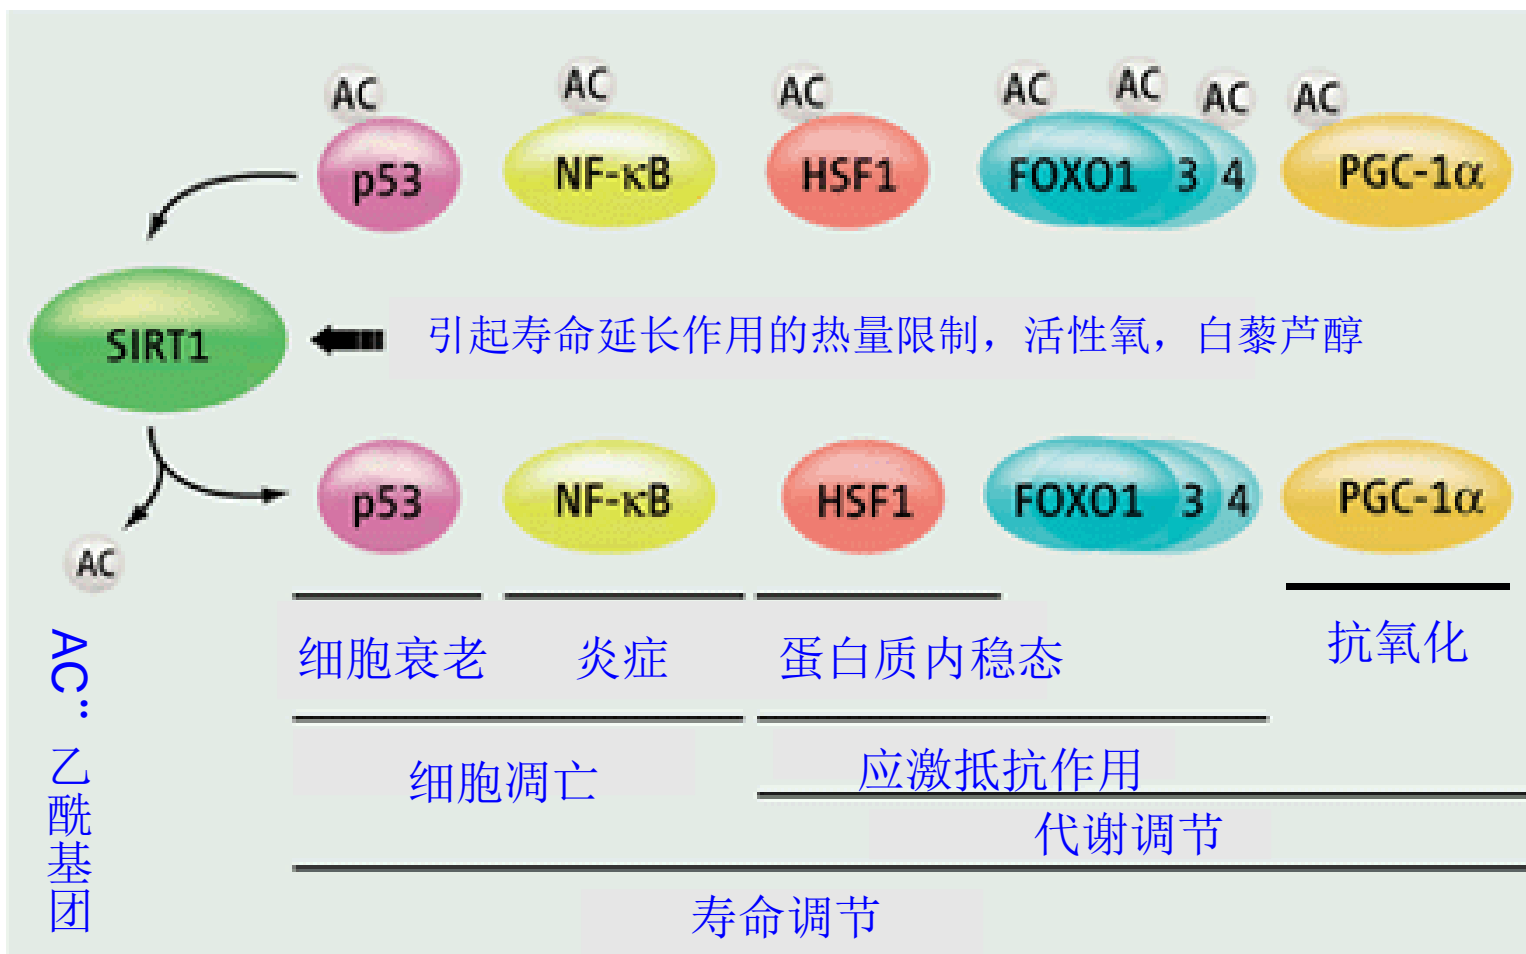 AC AC AC AC AC AC AC
p53 NF-κB HSF1 FOXO1 3 4 PGC-1α
SIRT1 引起寿命延长作用的热量限制，活性氧，白藜芦醇
p53 NF-κB HSF1 FOXO1 3 4 PGC-1α
AC
细胞衰老 炎症 蛋白质内稳态 抗氧化
细胞凋亡 应激抵抗作用
代谢调节
寿命调节
AC：乙酰基团